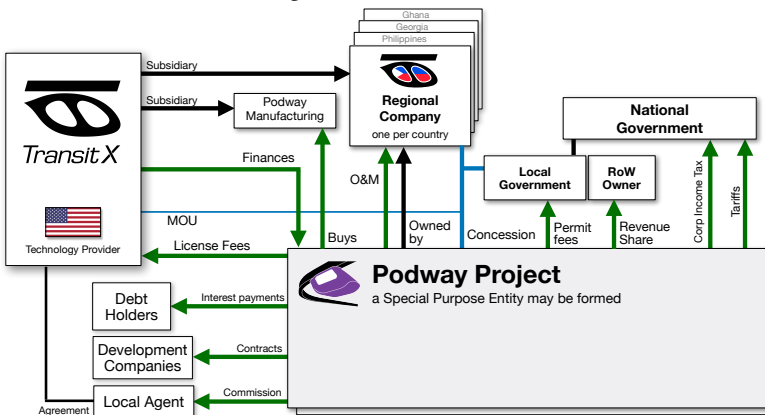 Ghana
Georgia
Philippines
Subsidiary
Subsidiary
Podway
Manufacturing
Regional
Company
one per country
National
Government
Transit X
Technology Provider
Finances
O&M
Local
Government
RoW
Owner
Corp Income Tax
Tariffs
MOU
License Fees
Buys
Owned
by
Concession
Permit
fees
Revenue
Share
Podway Project
a Special Purpose Entity may be formed
Debt
Holders
Interest payments
Development
Companies
Contracts
Local Agent
Commission
Agreement